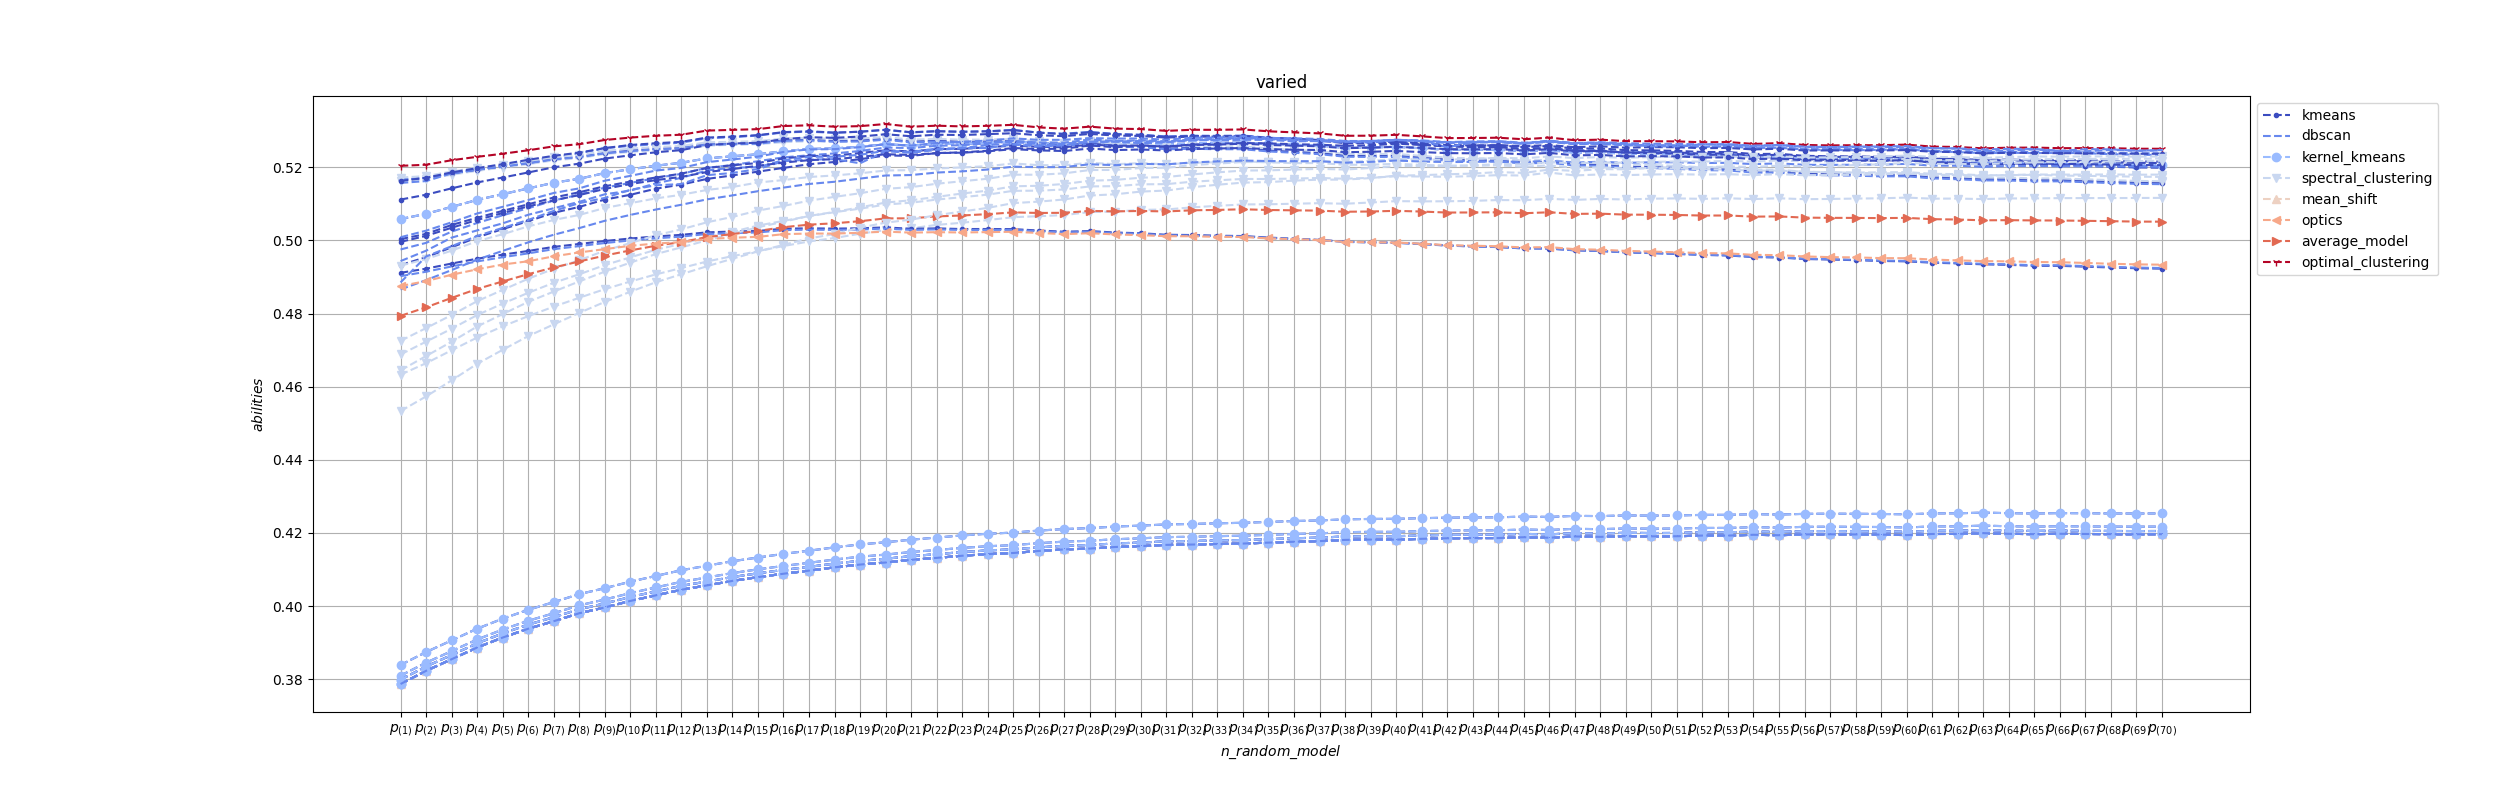 varied
kmeans
dbscan
kernel_kmeans
spectral_clustering
mean_shift
optics
average_model
optimal_clustering
0.52
0.50
0.48
0.46
0.44
0.42
0.40
0.38
abilities
p(1) p(2) p(3) p(4) p(5) p(6) p(7) p(8) p(9) p(10) p(11) p(12) p(13) p(14) p(15) p(16) p(17) p(18) p(19) p(20) p(21) p(22) p(23) p(24) p(25) p(26) p(27) p(28) p(29) p(30) p(31) p(32) p(33) p(34) p(35) p(36) p(37) p(38) p(39) p(40) p(41) p(42) p(43) p(44) p(45) p(46) p(47) p(48) p(49) p(50) p(51) p(52) p(53) p(54) p(55) p(56) p(57) p(58) p(59) p(60) p(61) p(62) p(63) p(64) p(65) p(66) p(67) p(68) p(69) p(70)
n_random_model